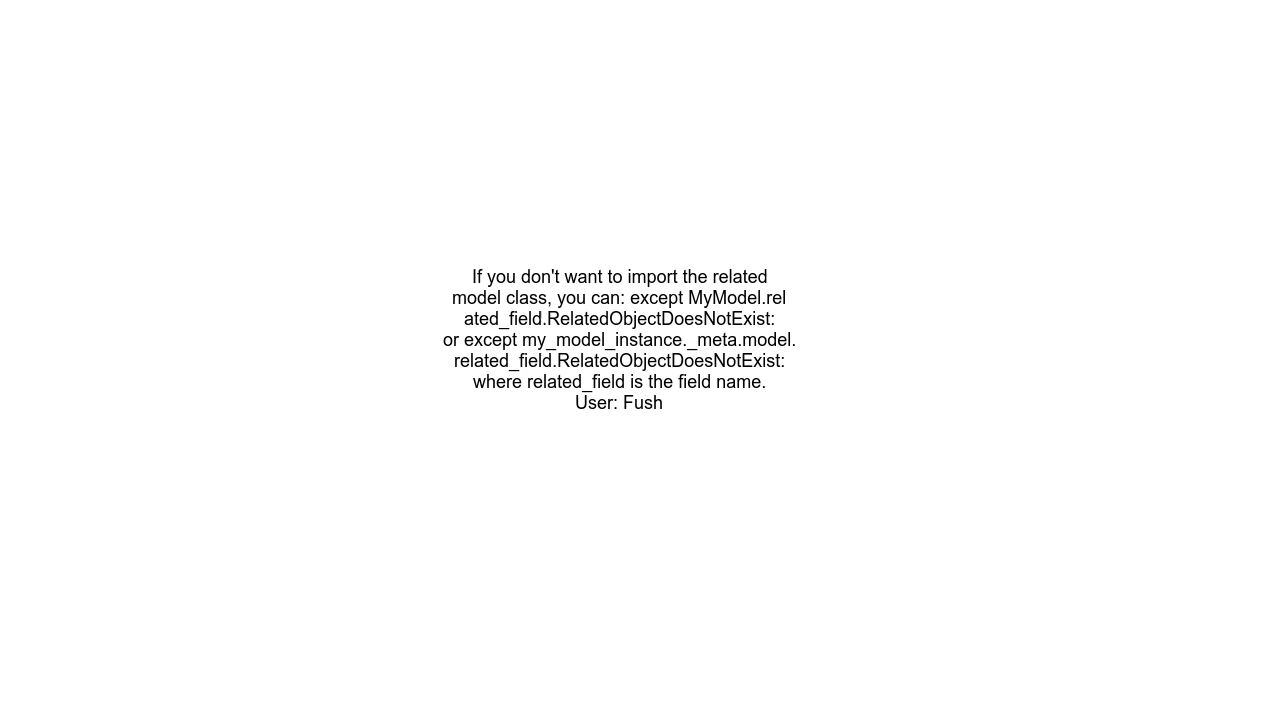 If you don't want to import the related
model class, you can: except MyModel.rel
ated_field.RelatedObjectDoesNotExist:
or except my_model_instance._meta.model.
related_field.RelatedObjectDoesNotExist:
where related_field is the field name.
User: Fush